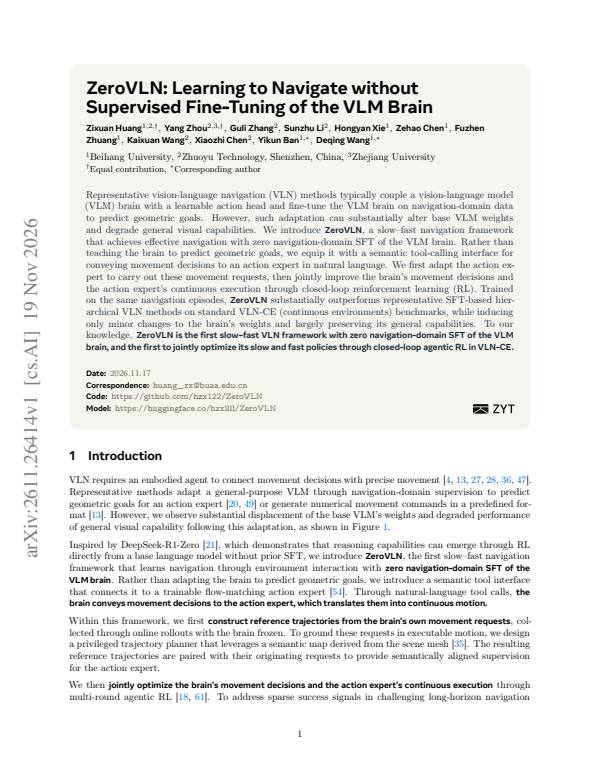 ZeroVLN: Learning to Navigate without
Supervised Fine-Tuning of the VLM Brain
Zixuan Huang1,2,†, Yang Zhou2,3,†, Guli Zhang2, Sunzhu Li2, Hongyan Xie1, Zehao Chen1, Fuzhen
Zhuang1, Kaixuan Wang2, Xiaozhi Chen2, Yikun Ban1,*, Deqing Wang1,*
1Beihang University, 2Zhuoyu Technology, Shenzhen, China, 3Zhejiang University
†Equal contribution, *Corresponding author
Representative vision-language navigation (VLN) methods typically couple a vision-language model
(VLM) brain with a learnable action head and fine-tune the VLM brain on navigation-domain data
to predict geometric goals. However, such adaptation can substantially alter base VLM weights
and degrade general visual capabilities. We introduce ZeroVLN, a slow–fast navigation framework
that achieves effective navigation with zero navigation-domain SFT of the VLM brain. Rather than
teaching the brain to predict geometric goals, we equip it with a semantic tool-calling interface for
conveying movement decisions to an action expert in natural language. We first adapt the action ex-
pert to carry out these movement requests, then jointly improve the brain's movement decisions and
the action expert's continuous execution through closed-loop reinforcement learning (RL). Trained
on the same navigation episodes, ZeroVLN substantially outperforms representative SFT-based hier-
archical VLN methods on standard VLN-CE (continuous environments) benchmarks, while inducing
only minor changes to the brain's weights and largely preserving its general capabilities. To our
knowledge, ZeroVLN is the first slow–fast VLN framework with zero navigation-domain SFT of the VLM
brain, and the first to jointly optimize its slow and fast policies through closed-loop agentic RL in VLN-CE.
Date: 2026.11.17
Correspondence: huang_zx@buaa.edu.cn
Code: https://github.com/hzx122/ZeroVLN
Model: https://huggingface.co/hzx1111/ZeroVLN
ZYT
arXiv:2611.26414v1 [cs.AI] 19 Nov 2026
1 Introduction
VLN requires an embodied agent to connect movement decisions with precise movement [4, 13, 27, 28, 36, 47].
Representative methods adapt a general-purpose VLM through navigation-domain supervision to predict
geometric goals for an action expert [20, 49] or generate numerical movement commands in a predefined for-
mat [13]. However, we observe substantial displacement of the base VLM's weights and degraded performance
of general visual capability following this adaptation, as shown in Figure 1.
Inspired by DeepSeek-R1-Zero [21], which demonstrates that reasoning capabilities can emerge through RL
directly from a base language model without prior SFT, we introduce ZeroVLN, the first slow–fast navigation
framework that learns navigation through environment interaction with zero navigation-domain SFT of the
VLM brain. Rather than adapting the brain to predict geometric goals, we introduce a semantic tool interface
that connects it to a trainable flow-matching action expert [54]. Through natural-language tool calls, the
brain conveys movement decisions to the action expert, which translates them into continuous motion.
Within this framework, we first construct reference trajectories from the brain's own movement requests, col-
lected through online rollouts with the brain frozen. To ground these requests in executable motion, we design
a privileged trajectory planner that leverages a semantic map derived from the scene mesh [35]. The resulting
reference trajectories are paired with their originating requests to provide semantically aligned supervision
for the action expert.
We then jointly optimize the brain's movement decisions and the action expert's continuous execution through
multi-round agentic RL [18, 61]. To address sparse success signals in challenging long-horizon navigation
1